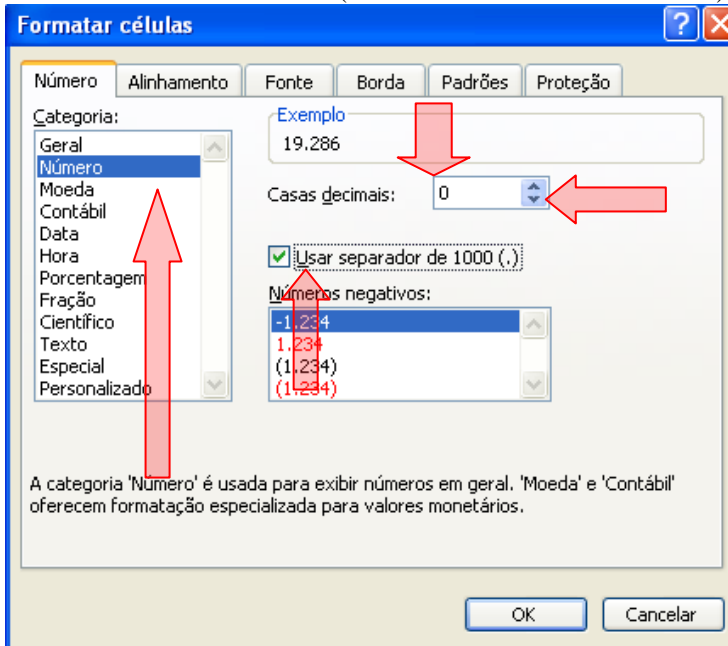 Formatar células
Número Alinhamento Fonte Borda Padrões Proteção
Categoria:
Geral
Número
Moeda
Contábil
Data
Hora
Porcentagem
Fração
Científico
Texto
Especial
Personalizado
Exemplo
19.286
Casas decimais: 0
Usar separador de 1000 (.)
Números negativos:
-1.234
1.234
(1.234)
(1.234)
A categoria 'Número' é usada para exibir números em geral. 'Moeda' e 'Contábil'
oferecem formatação especializada para valores monetários.
OK Cancelar